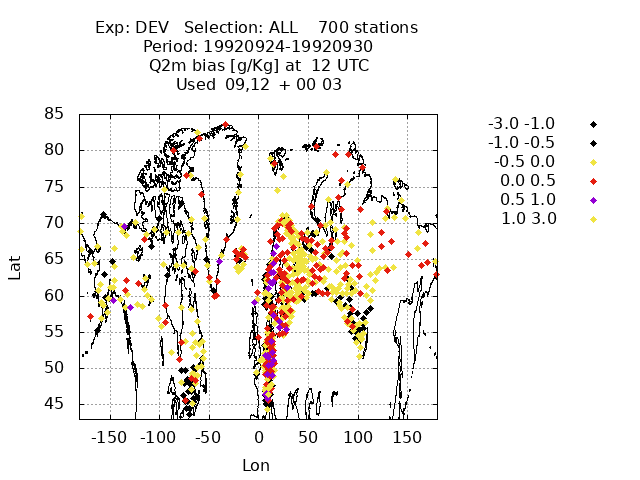 Exp: DEV   Selection: ALL    700 stations
Period: 19920924-19920930
Q2m bias [g/Kg] at  12 UTC
Used  09,12  + 00 03
-3.0 -1.0
-1.0 -0.5
-0.5 0.0
0.0 0.5
0.5 1.0
1.0 3.0
85
80
75
70
65
60
55
50
45
Lat
-150 -100 -50 0 50 100 150
Lon